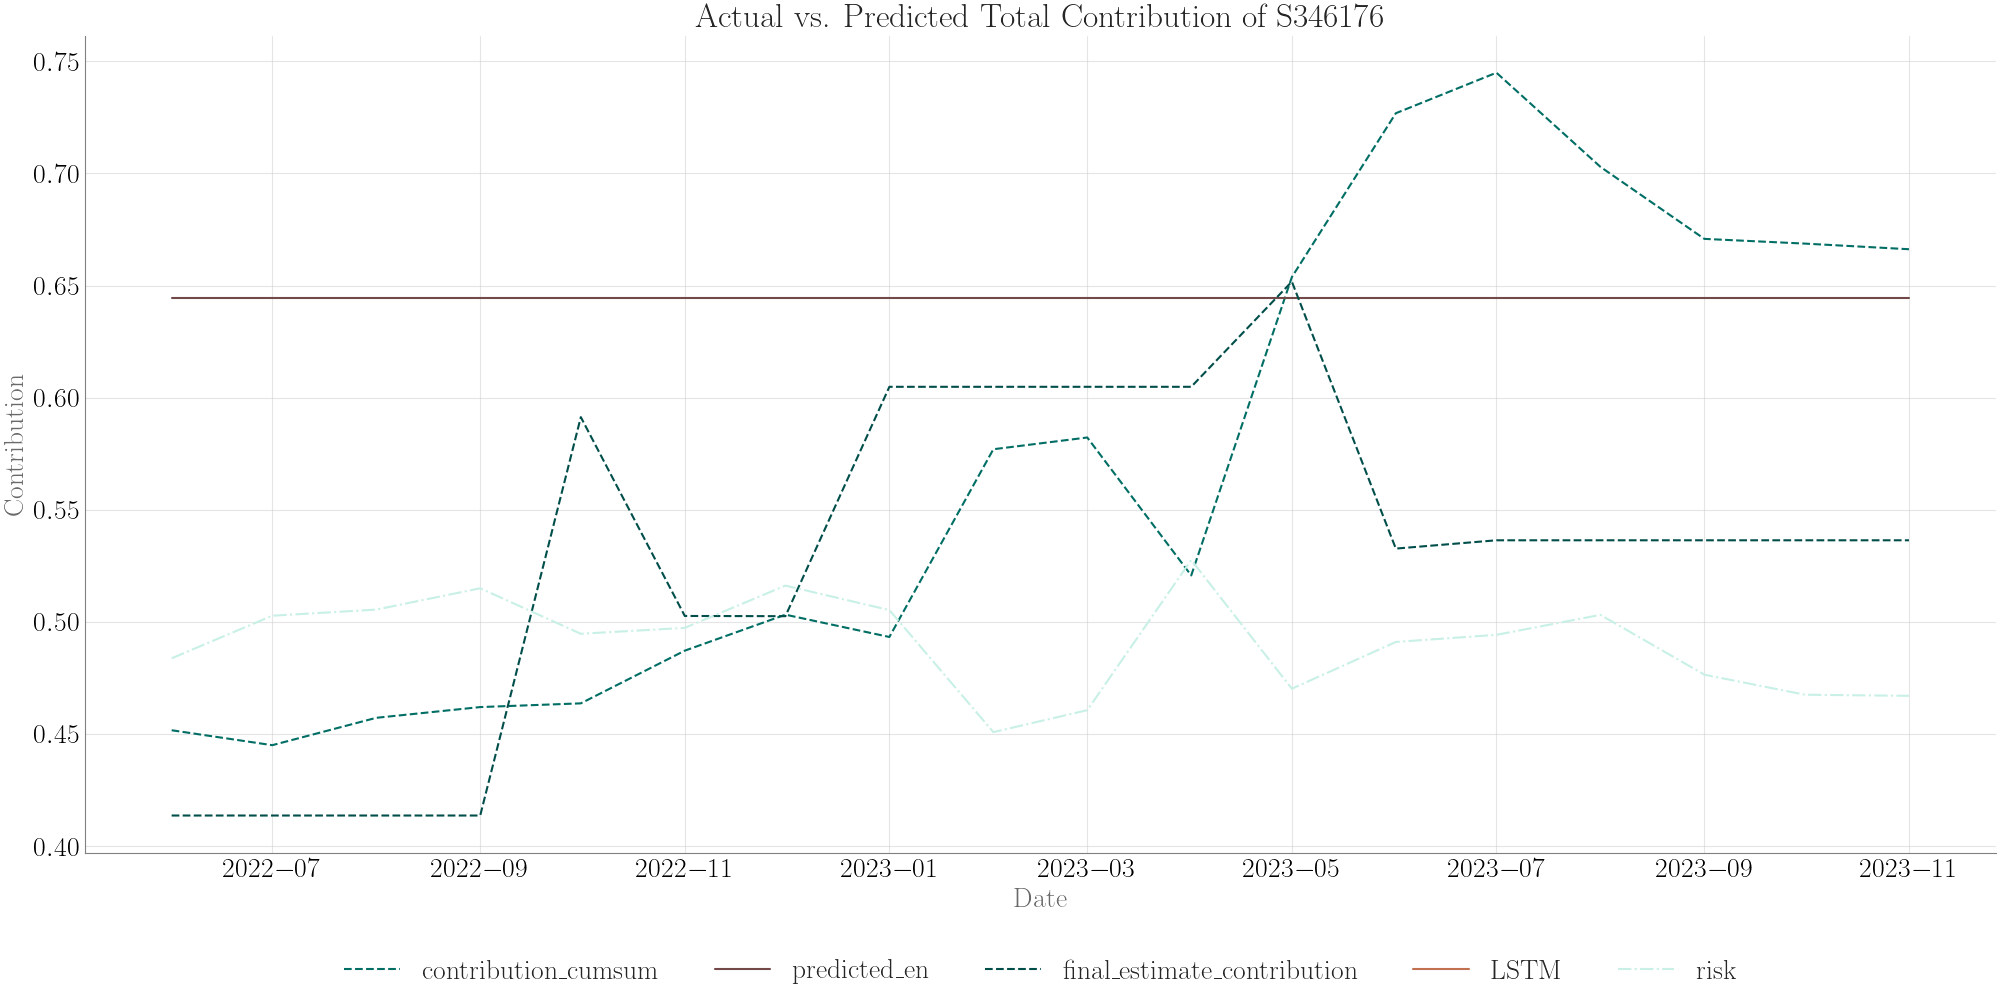 Actual vs. Predicted Total Contribution of S346176
0.75
0.70
0.65
0.60
0.55
0.50
0.45
0.40
Contribution
2022–07 2022–09 2022–11 2023–01 2023–03 2023–05 2023–07 2023–09 2023–11
Date
contribution_cumsum predicted_en final_estimate_contribution LSTM risk